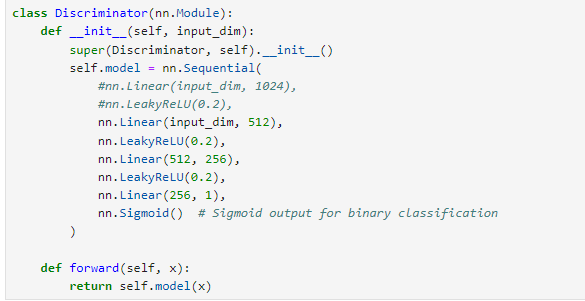 class Discriminator(nn.Module):
    def __init__(self, input_dim):
        super(Discriminator, self).__init__()
        self.model = nn.Sequential(
            #nn.Linear(input_dim, 1024),
            #nn.LeakyReLU(0.2),
            nn.Linear(input_dim, 512),
            nn.LeakyReLU(0.2),
            nn.Linear(512, 256),
            nn.LeakyReLU(0.2),
            nn.Linear(256, 1),
            nn.Sigmoid()  # Sigmoid output for binary classification
        )

    def forward(self, x):
        return self.model(x)